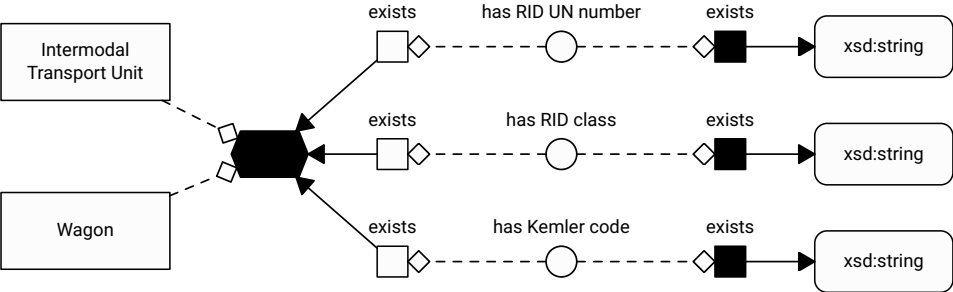 exists
has RID UN number
exists
Intermodal
Transport Unit
xsd:string
exists
has RID class
exists
xsd:string
Wagon
exists
has Kemler code
exists
xsd:string